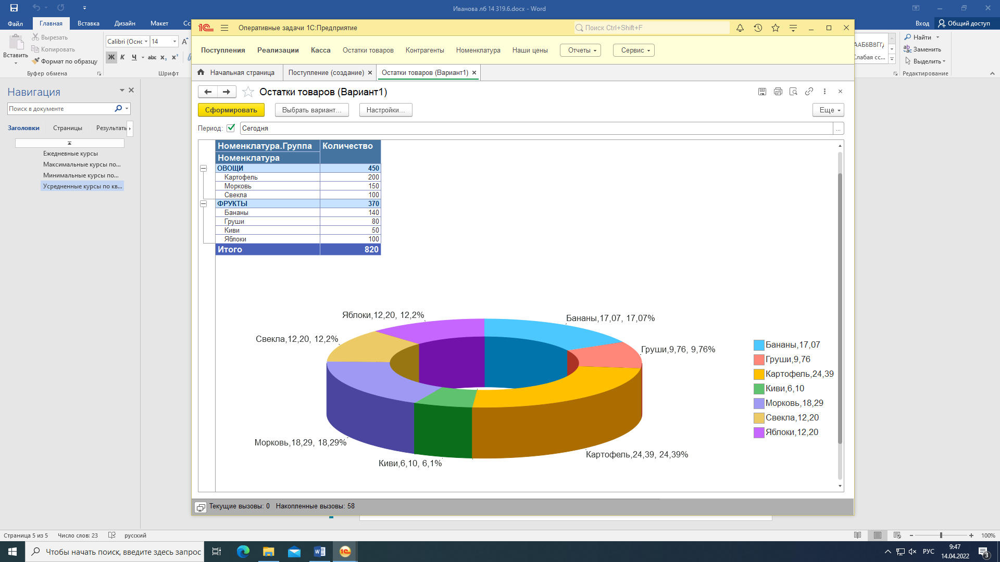 Иванова лб 14 319.6.docx - Word
Файл Главная Вставка Дизайн Макет Сс
Вход Общий доступ
Вставить
Вырезать
Копировать
Формат по образцу
Буфер обмена
Calibri (Оснс 14
Ж К Ч abc x₂ x²
Шрифт
АаБбВвГг,
Слабая сс...
Найти
Заменить
Выделить
Редактирование
Навигация
Поиск в документе
Заголовки Страницы Результать
Ежедневные курсы
Максимальные курсы по...
Минимальные курсы по...
Усредненные курсы по кв...
Оперативные задачи 1С:Предприятие
Поиск Ctrl+Shift+F
Поступления Реализации Касса Остатки товаров Контрагенты Номенклатура Наши цены Отчеты Сервис
Начальная страница Поступление (создание) Остатки товаров (Вариант1)
Остатки товаров (Вариант1)
Сформировать Выбрать вариант... Настройки... Еще
Период: Сегодня ...
Номенклатура.Группа Количество
Номенклатура
ОВОЩИ 450
Картофель 200
Морковь 150
Свекла 100
ФРУКТЫ 370
Бананы 140
Груши 80
Киви 50
Яблоки 100
Итого 820
Яблоки,12,20, 12,2%
Бананы,17,07, 17,07%
Свекла,12,20, 12,2%
Груши,9,76, 9,76%
Морковь,18,29, 18,29%
Картофель,24,39, 24,39%
Киви,6,10, 6,1%
Бананы,17,07
Груши,9,76
Картофель,24,39
Киви,6,10
Морковь,18,29
Свекла,12,20
Яблоки,12,20
Текущие вызовы: 0 Накопленные вызовы: 58
Страница 5 из 5 Число слов: 23 русский
100%
Чтобы начать поиск, введите здесь запрос
РУС
9:47
14.04.2022
3